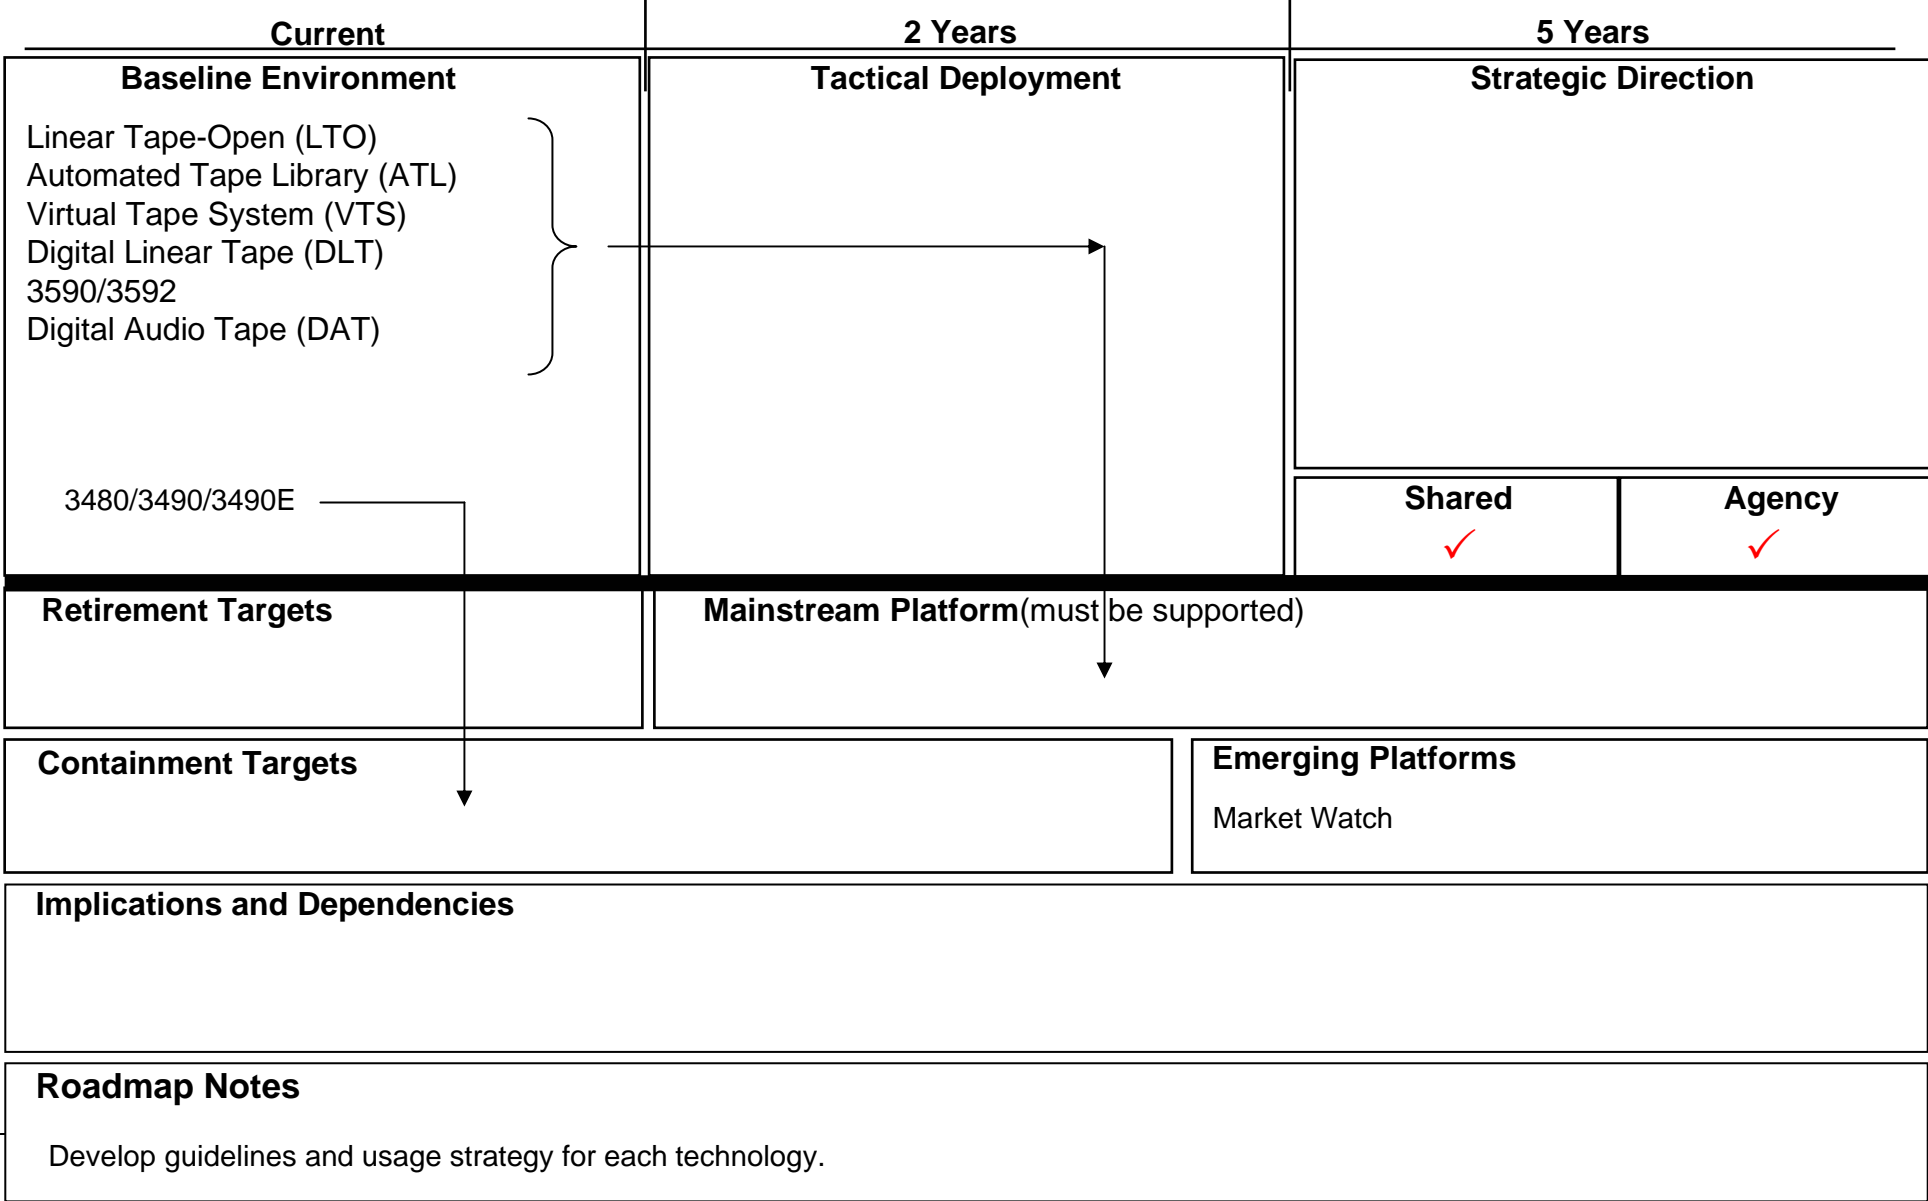 Current
2 Years
5 Years
Baseline Environment
Linear Tape-Open (LTO)
Automated Tape Library (ATL)
Virtual Tape System (VTS)
Digital Linear Tape (DLT)
3590/3592
Digital Audio Tape (DAT)
3480/3490/3490E
Tactical Deployment
Strategic Direction
Shared
✓
Agency
✓
Retirement Targets
Mainstream Platform(must be supported)
Containment Targets
Emerging Platforms
Market Watch
Implications and Dependencies
Roadmap Notes
Develop guidelines and usage strategy for each technology.